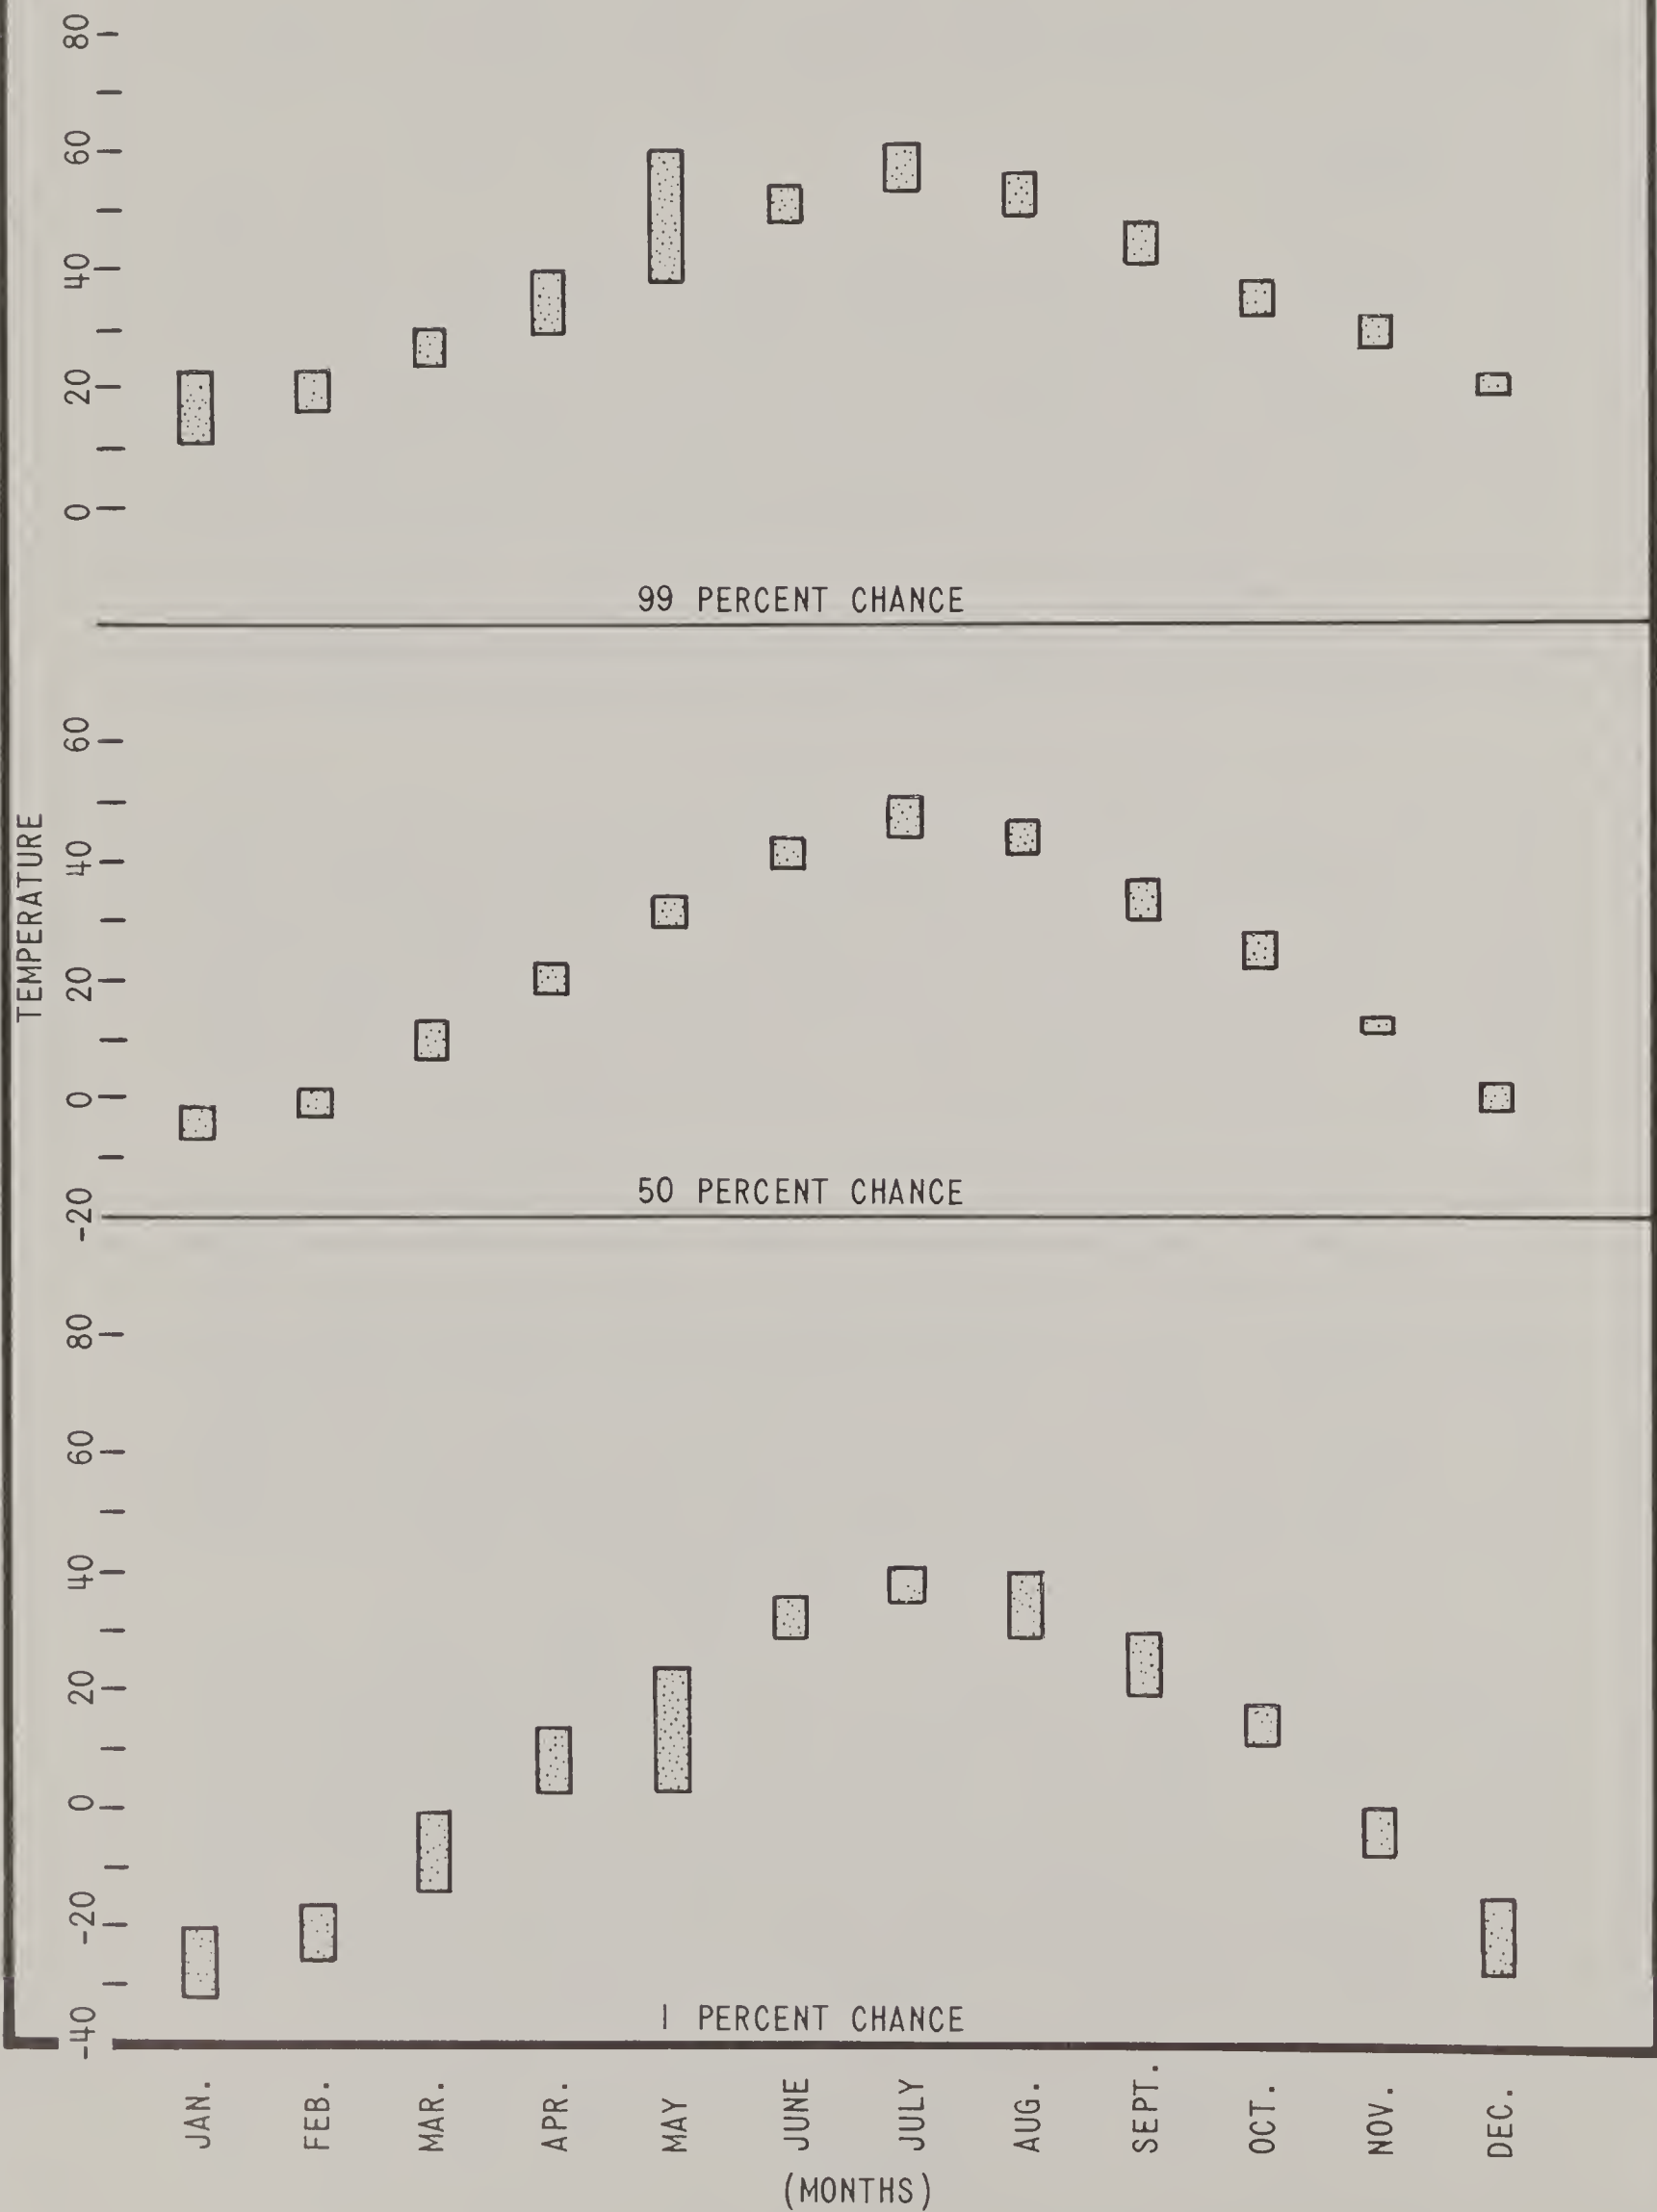 80
60
40
20
0
99 PERCENT CHANCE
TEMPERATURE
60
40
20
0
-20
50 PERCENT CHANCE
80
60
40
20
0
-20
-40
1 PERCENT CHANCE
JAN. FEB. MAR. APR. MAY JUNE JULY AUG. SEPT. OCT. NOV. DEC.
(MONTHS)